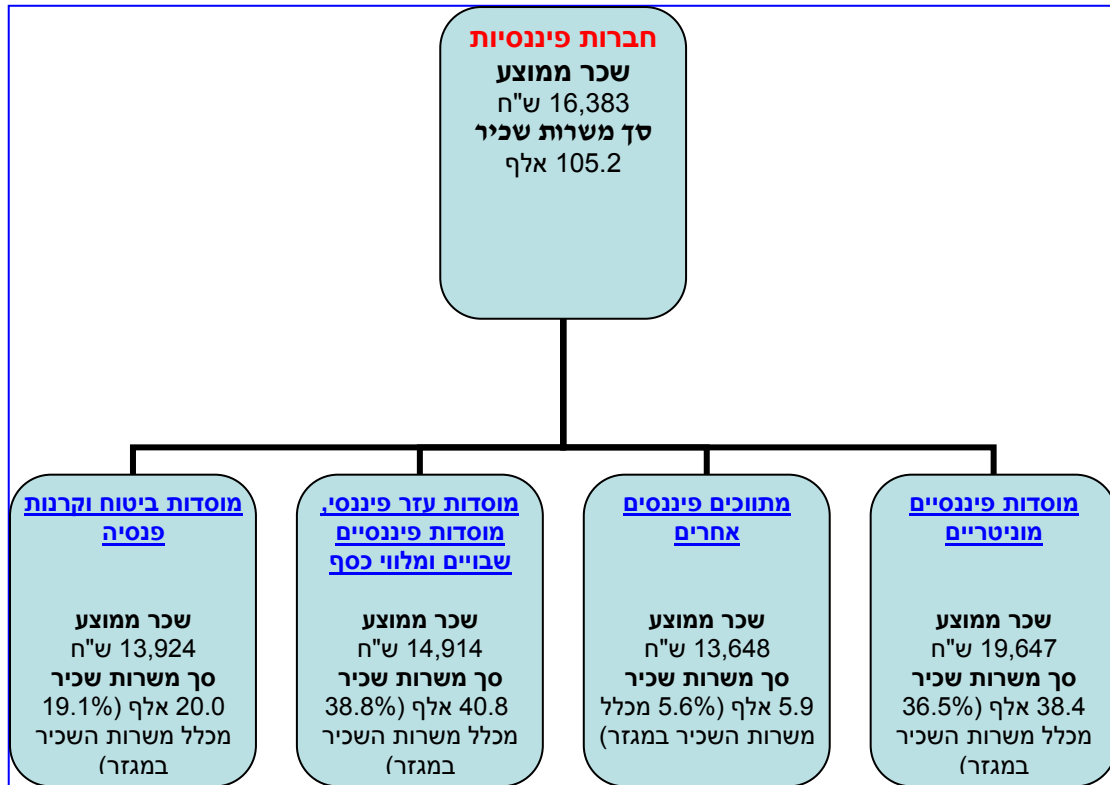 חברות פיננסיות
שכר ממוצע
16,383 ש"ח
סך משרות שכיר
105.2 אלף
מוסדות פיננסיים
מוניטריים
שכר ממוצע
19,647 ש"ח
סך משרות שכיר
38.4 אלף (36.5%
מכלל משרות השכיר
במגזר)
מתווכים פיננסים
אחרים
שכר ממוצע
13,648 ש"ח
סך משרות שכיר
5.9 אלף (5.6% מכלל
משרות השכיר במגזר)
מוסדות עזר פיננסי,
מוסדות פיננסיים
שבויים ומלווי כסף
שכר ממוצע
14,914 ש"ח
סך משרות שכיר
40.8 אלף (38.8%
מכלל משרות השכיר
במגזר)
מוסדות ביטוח וקרנות
פנסיה
שכר ממוצע
13,924 ש"ח
סך משרות שכיר
20.0 אלף (19.1%
מכלל משרות השכיר
במגזר)